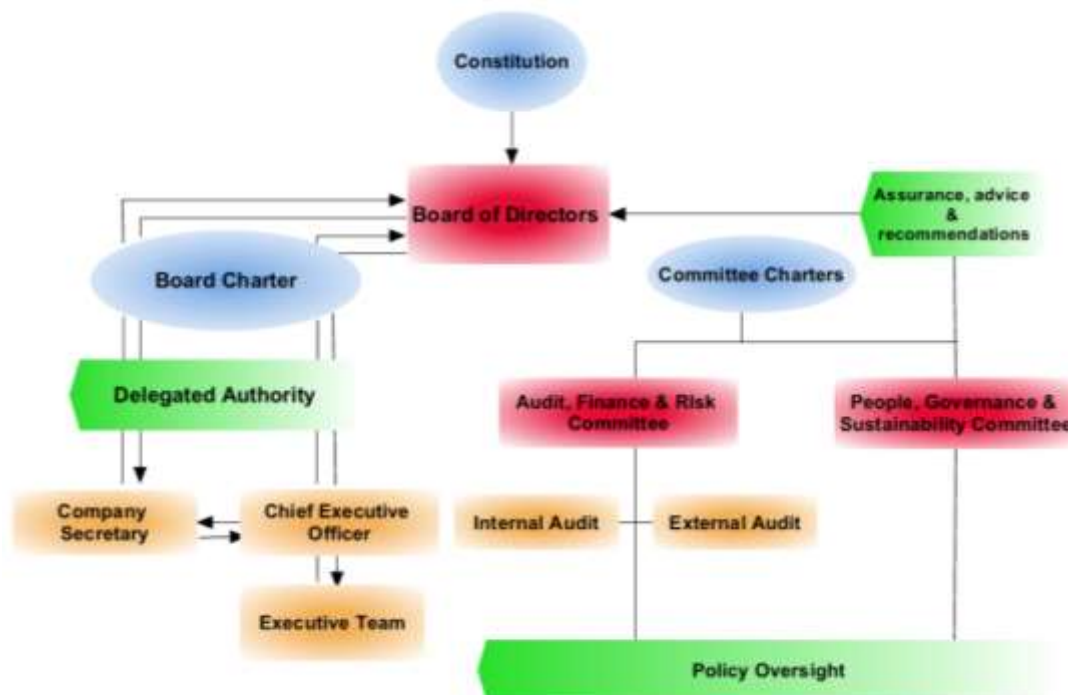 Constitution
Board of Directors
Assurance, advice
&
recommendations
Board Charter
Committee Charters
Delegated Authority
Audit, Finance & Risk
Committee
People, Governance &
Sustainability Committee
Company
Secretary
Chief Executive
Officer
Internal Audit
External Audit
Executive Team
Policy Oversight